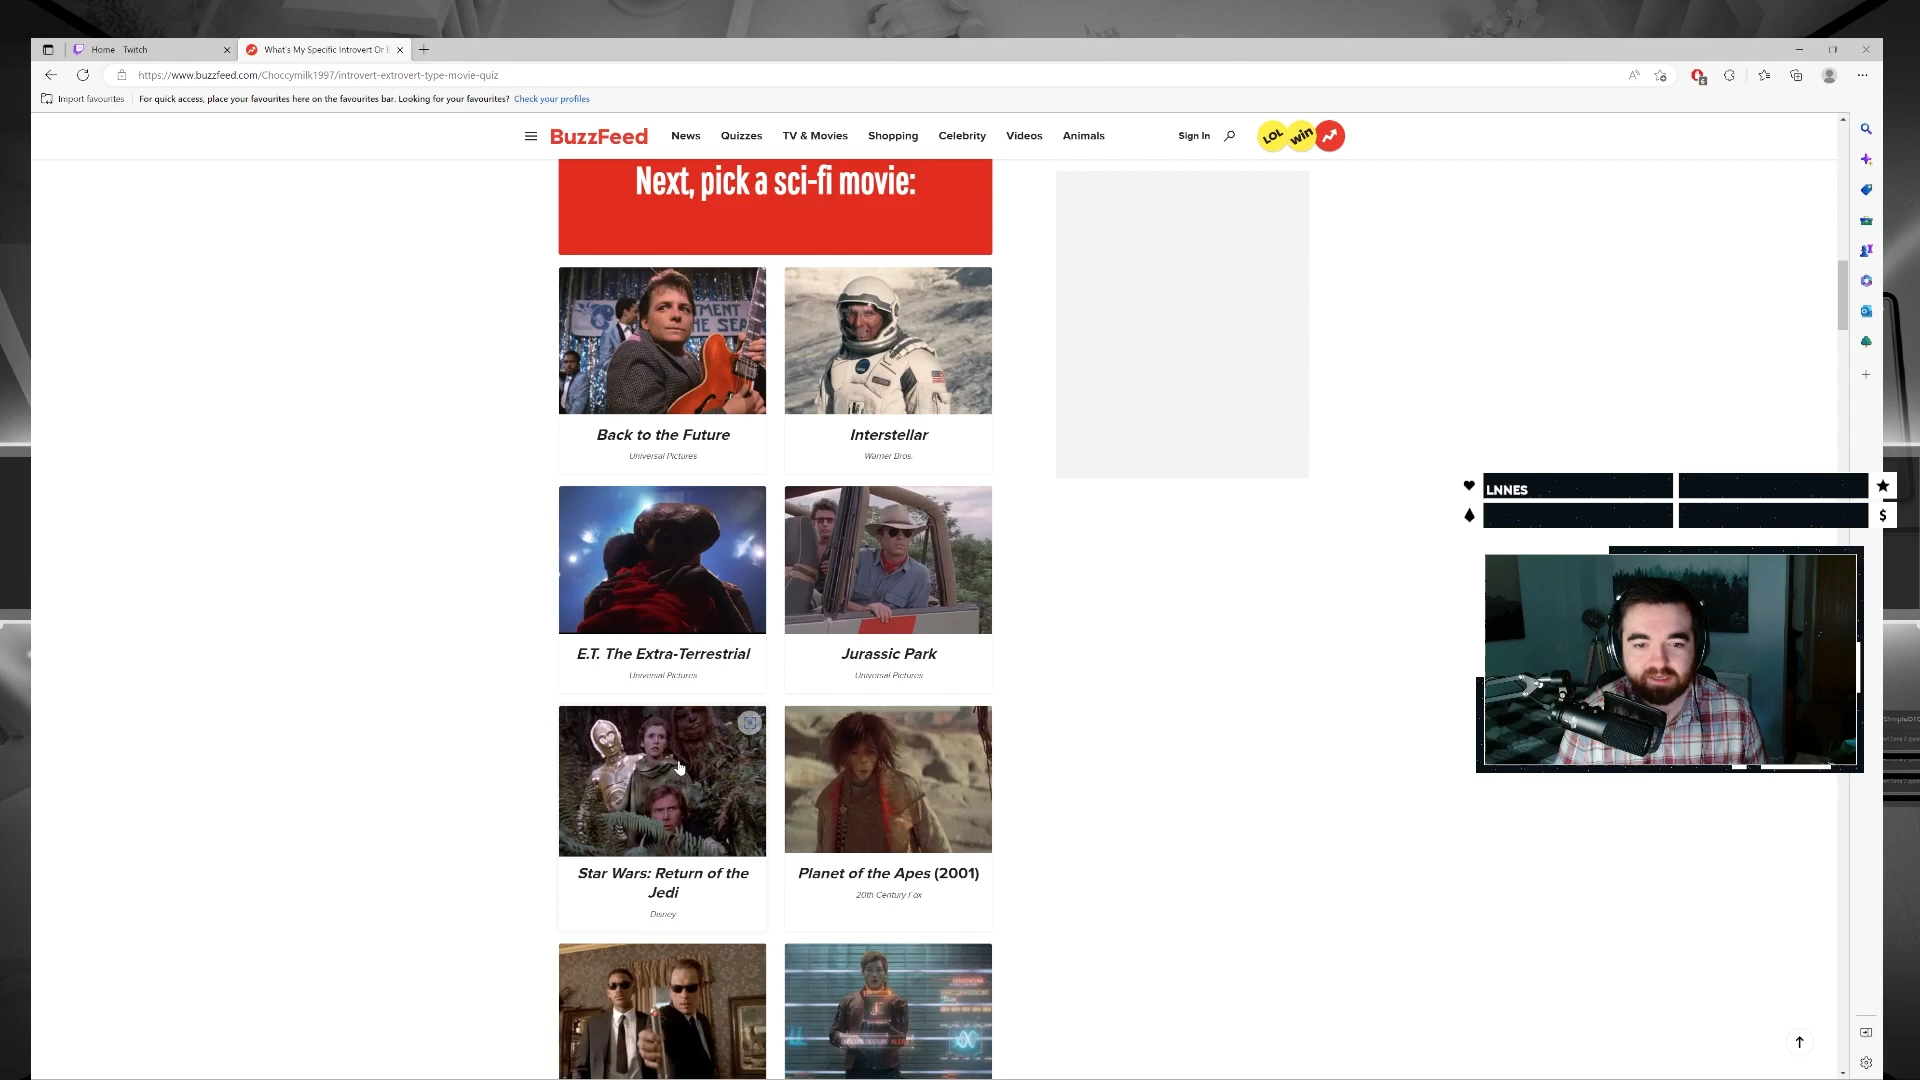 Home Twitch
What's My Specific Introvert Or E
https://www.buzzfeed.com/Choccymilk1997/introvert-extrovert-type-movie-quiz
Import favourites
For quick access, place your favourites here on the favourites bar. Looking for your favourites? Check your profiles
BuzzFeed
News
Quizzes
TV & Movies
Shopping
Celebrity
Videos
Animals
Sign In
LOL
win
Next, pick a sci-fi movie:
MENT
HE SEA
Back to the Future
Universal Pictures
Interstellar
Warner Bros.
E.T. The Extra-Terrestrial
Universal Pictures
Jurassic Park
Universal Pictures
Star Wars: Return of the
Jedi
Disney
Planet of the Apes (2001)
20th Century Fox
LNNES
$